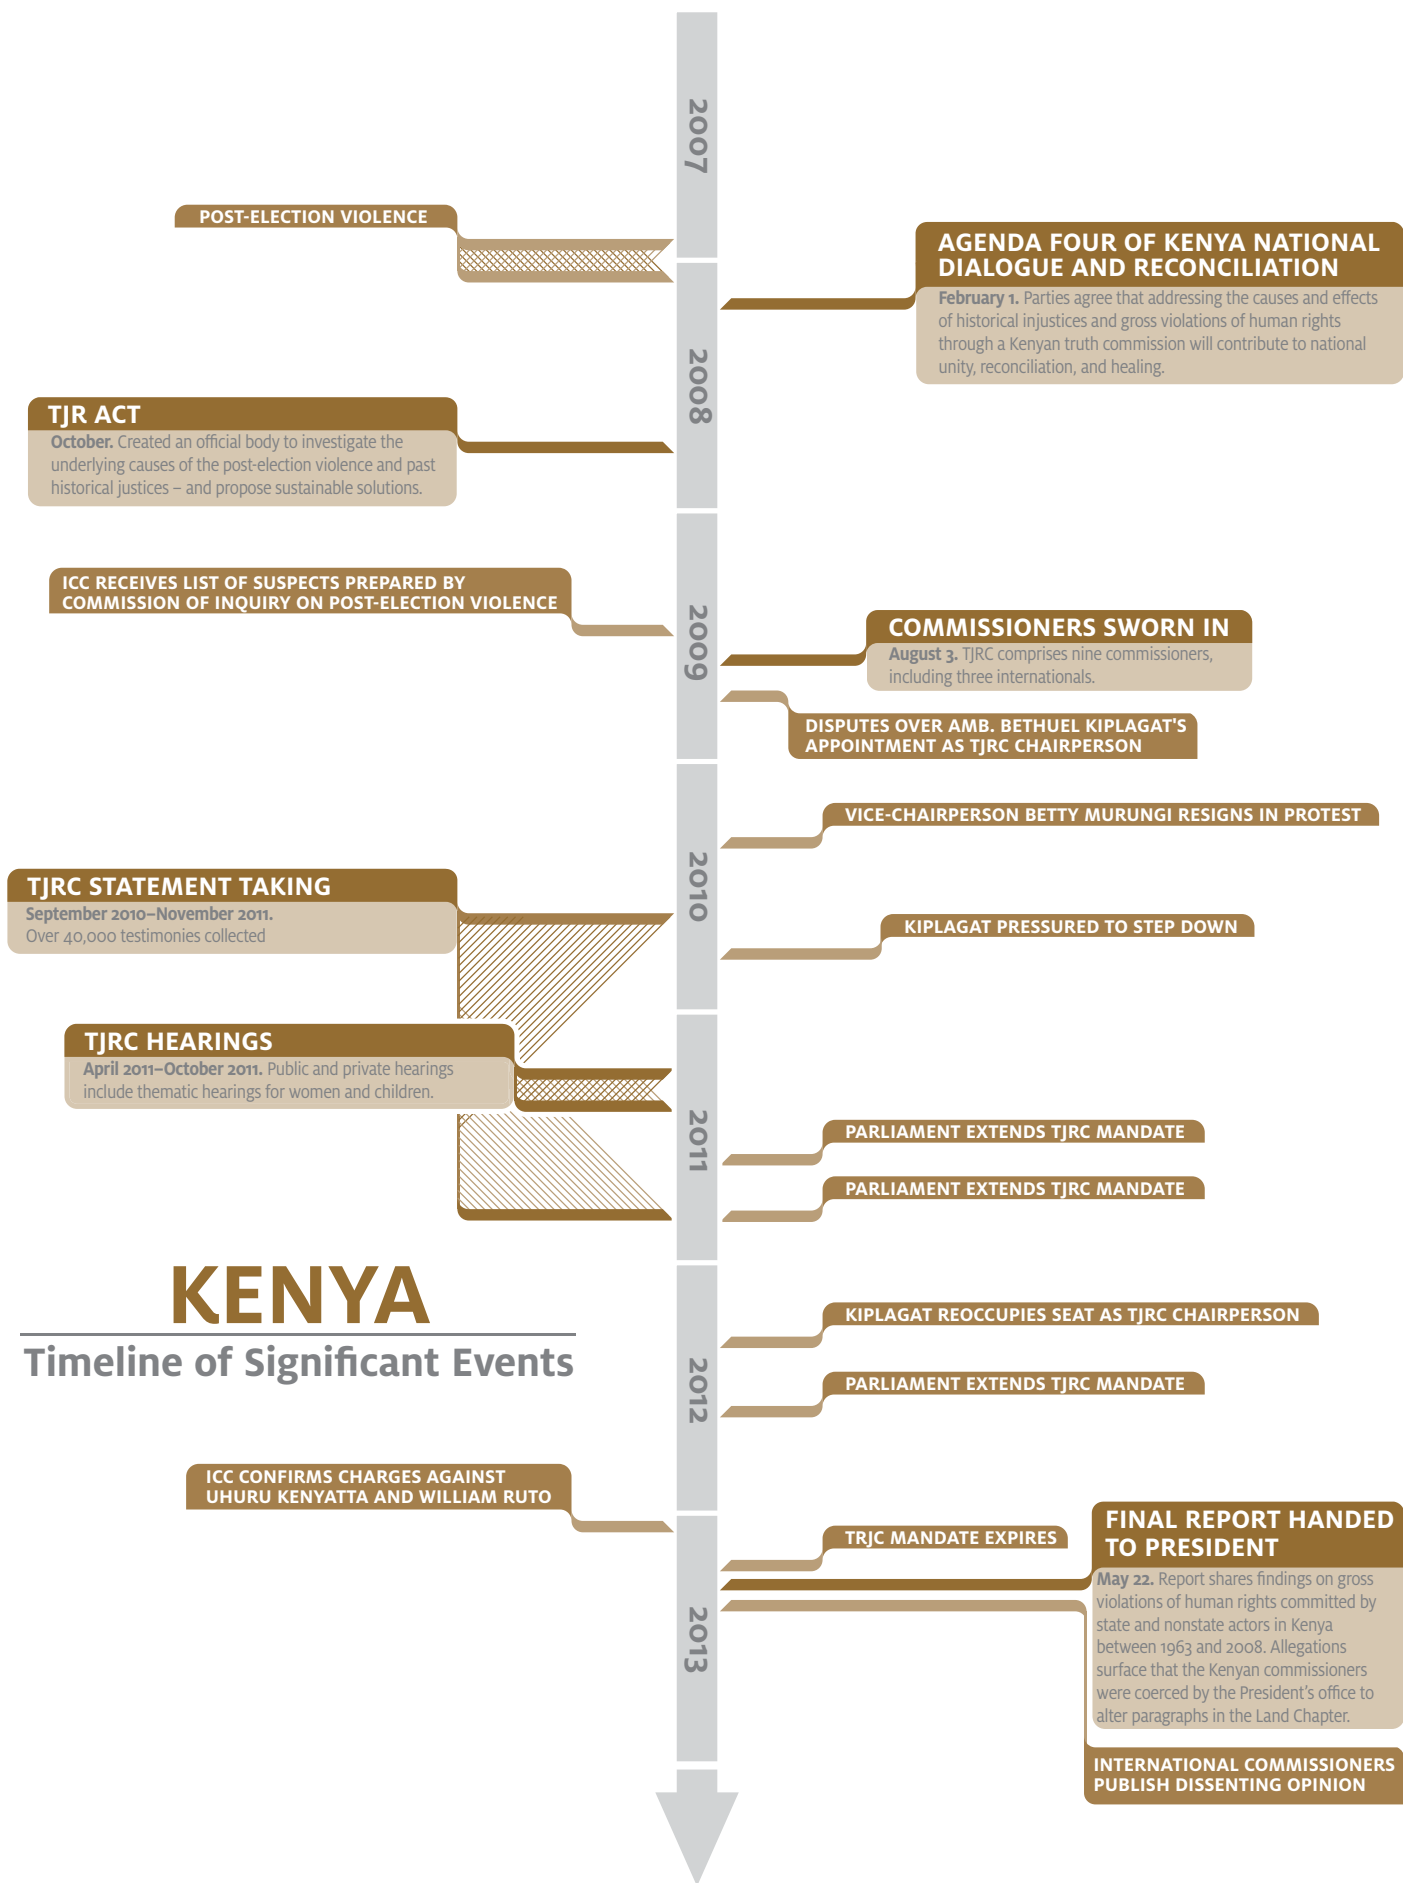 2007
POST-ELECTION VIOLENCE
AGENDA FOUR OF KENYA NATIONAL
DIALOGUE AND RECONCILIATION
February 1. Parties agree that addressing the causes and effects
of historical injustices and gross violations of human rights
through a Kenyan truth commission will contribute to national
unity, reconciliation, and healing.
2008
TJR ACT
October. Created an official body to investigate the
underlying causes of the post-election violence and past
historical justices – and propose sustainable solutions.
ICC RECEIVES LIST OF SUSPECTS PREPARED BY
COMMISSION OF INQUIRY ON POST-ELECTION VIOLENCE
2009
COMMISSIONERS SWORN IN
August 3. TJRC comprises nine commissioners,
including three internationals.
DISPUTES OVER AMB. BETHUEL KIPLAGAT'S
APPOINTMENT AS TJRC CHAIRPERSON
VICE-CHAIRPERSON BETTY MURUNGI RESIGNS IN PROTEST
2010
TJRC STATEMENT TAKING
September 2010–November 2011.
Over 40,000 testimonies collected
KIPLAGAT PRESSURED TO STEP DOWN
TJRC HEARINGS
April 2011–October 2011. Public and private hearings
include thematic hearings for women and children.
2011
PARLIAMENT EXTENDS TJRC MANDATE
PARLIAMENT EXTENDS TJRC MANDATE
KENYA
Timeline of Significant Events
KIPLAGAT REOCCUPIES SEAT AS TJRC CHAIRPERSON
2012
PARLIAMENT EXTENDS TJRC MANDATE
ICC CONFIRMS CHARGES AGAINST
UHURU KENYATTA AND WILLIAM RUTO
TRJC MANDATE EXPIRES
FINAL REPORT HANDED
TO PRESIDENT
May 22. Report shares findings on gross
violations of human rights committed by
state and nonstate actors in Kenya
between 1963 and 2008. Allegations
surface that the Kenyan commissioners
were coerced by the President's office to
alter paragraphs in the Land Chapter.
2013
INTERNATIONAL COMMISSIONERS
PUBLISH DISSENTING OPINION